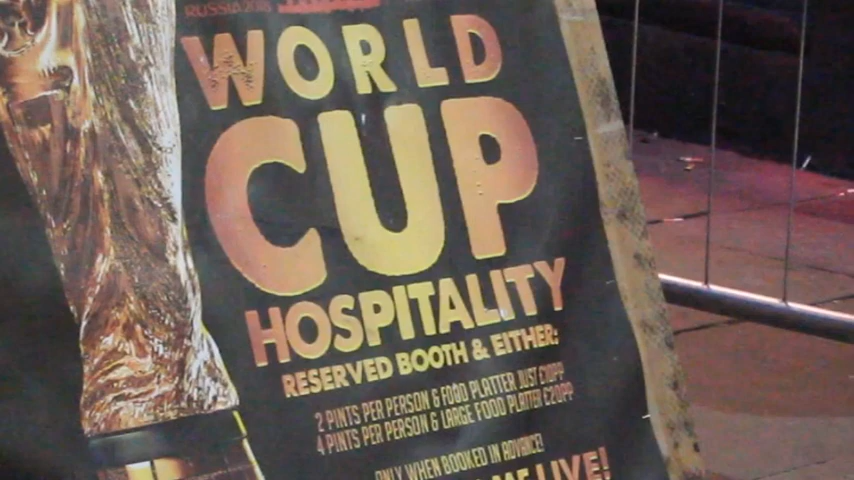 RUSSIA 2018
WORLD
CUP
HOSPITALITY
RESERVED BOOTH & EITHER:
2 PINTS PER PERSON & FOOD PLATTER JUST £10PP
4 PINTS PER PERSON & LARGE FOOD PLATTER £20PP
ONLY WHEN BOOKED IN ADVANCE!
LIVE!